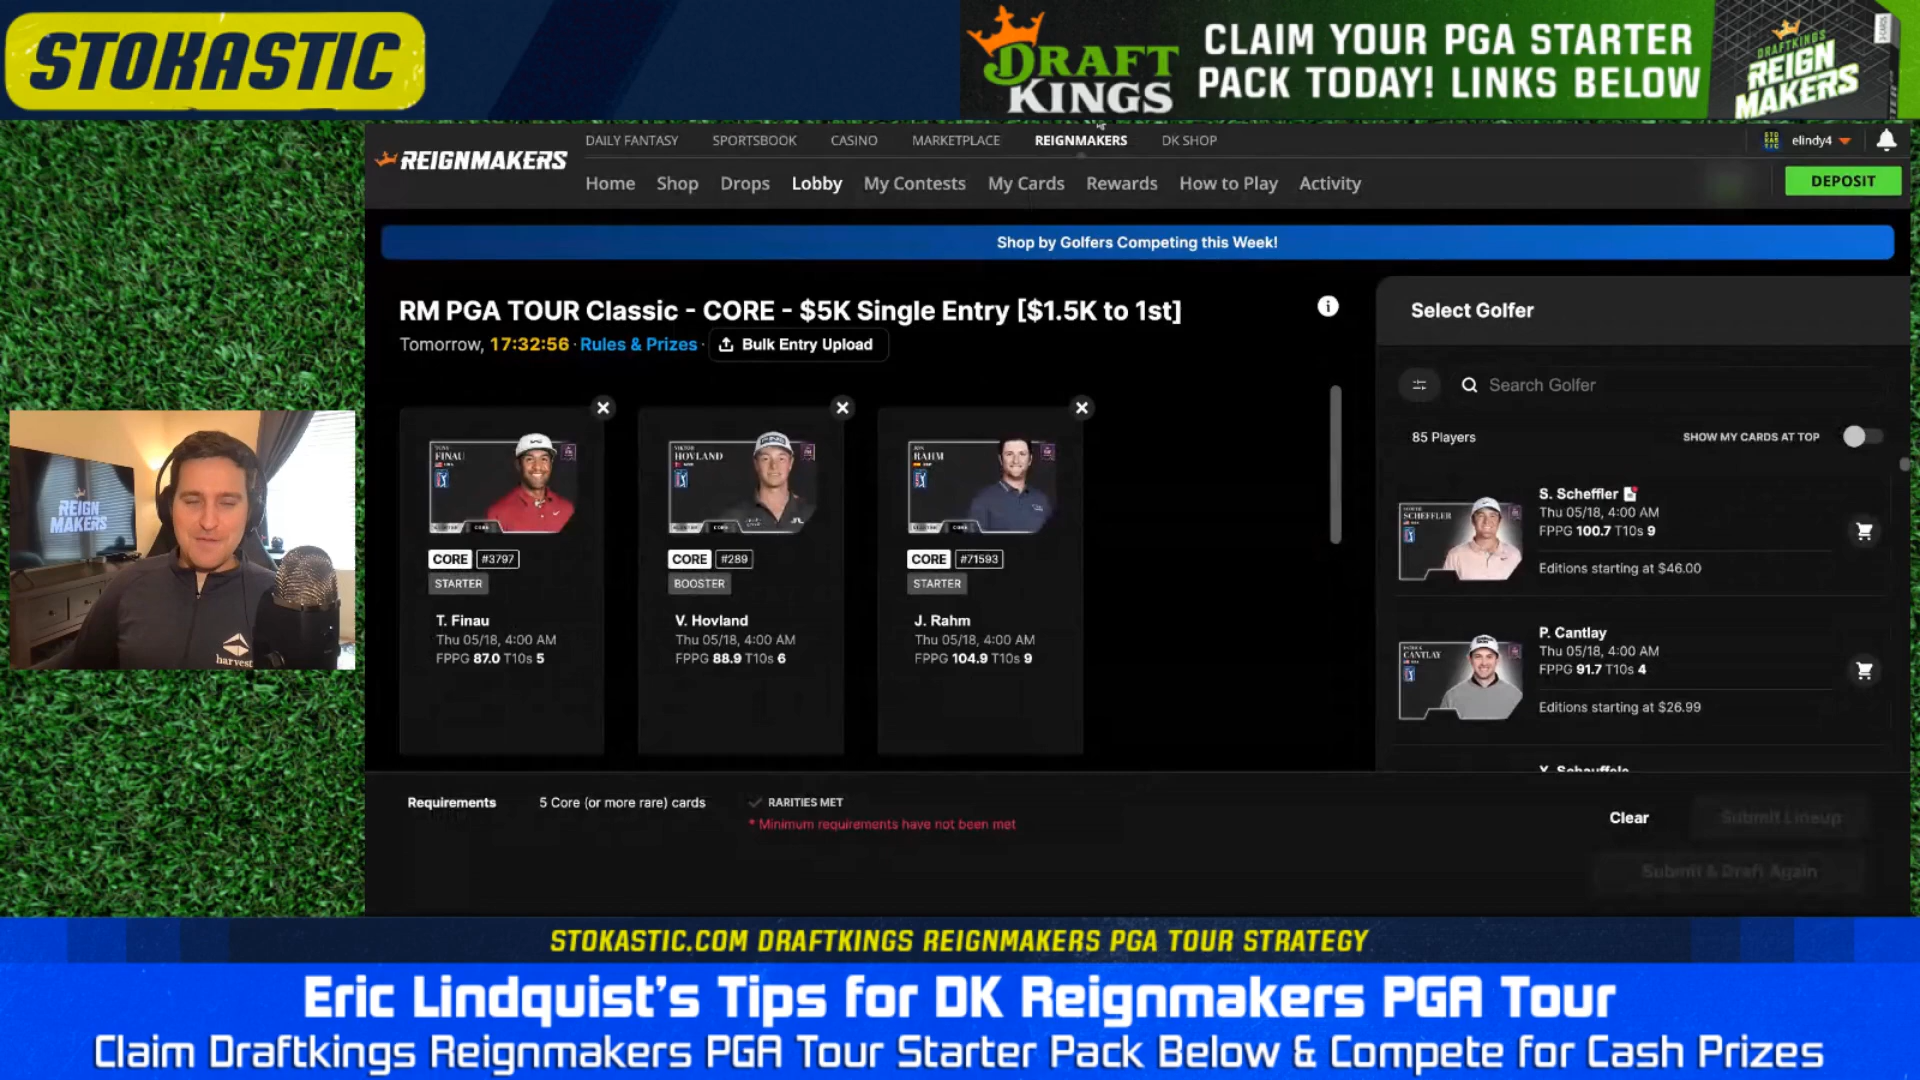 STOKASTIC
DRAFT KINGS
CLAIM YOUR PGA STARTER
PACK TODAY! LINKS BELOW
DRAFTKINGS
REIGN
MAKERS
REIGNMAKERS
DAILY FANTASY SPORTSBOOK CASINO MARKETPLACE REIGNMAKERS DK SHOP
elindy4
Home Shop Drops Lobby My Contests My Cards Rewards How to Play Activity
DEPOSIT
Shop by Golfers Competing this Week!
RM PGA TOUR Classic - CORE - $5K Single Entry [$1.5K to 1st]
Tomorrow, 17:32:56 · Rules & Prizes · Bulk Entry Upload
FINAU
CORE #3797
STARTER
T. Finau
Thu 05/18, 4:00 AM
FPPG 87.0 T10s 5
HOVLAND
CORE #289
BOOSTER
V. Hovland
Thu 05/18, 4:00 AM
FPPG 88.9 T10s 6
RAHM
CORE #71593
STARTER
J. Rahm
Thu 05/18, 4:00 AM
FPPG 104.9 T10s 9
Select Golfer
Search Golfer
85 Players
SHOW MY CARDS AT TOP
SCHEFFLER
S. Scheffler
Thu 05/18, 4:00 AM
FPPG 100.7 T10s 9
Editions starting at $46.00
CANTLAY
P. Cantlay
Thu 05/18, 4:00 AM
FPPG 91.7 T10s 4
Editions starting at $26.99
Requirements 5 Core (or more rare) cards
RARITIES MET
* Minimum requirements have not been met
Clear
Submit Lineup
Submit & Draft Again
REIGN
MAKERS
harvest
STOKASTIC.COM DRAFTKINGS REIGNMAKERS PGA TOUR STRATEGY
Eric Lindquist's Tips for DK Reignmakers PGA Tour
Claim Draftkings Reignmakers PGA Tour Starter Pack Below & Compete for Cash Prizes